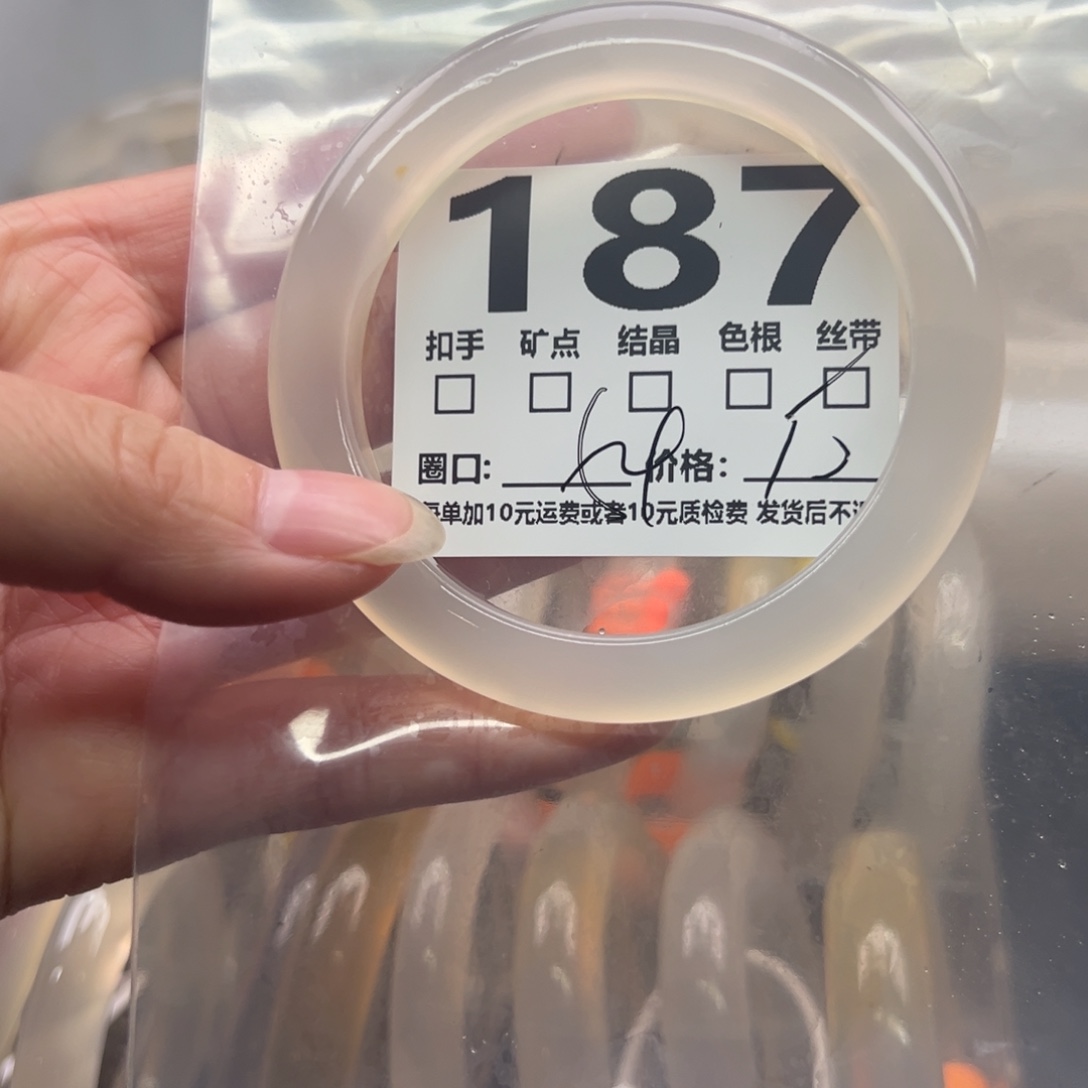 187
扣手 矿点 结晶 色根 丝带
□ □ □ □ □
圈口: 价格:
单加10元运费或者10元质检费 发货后不